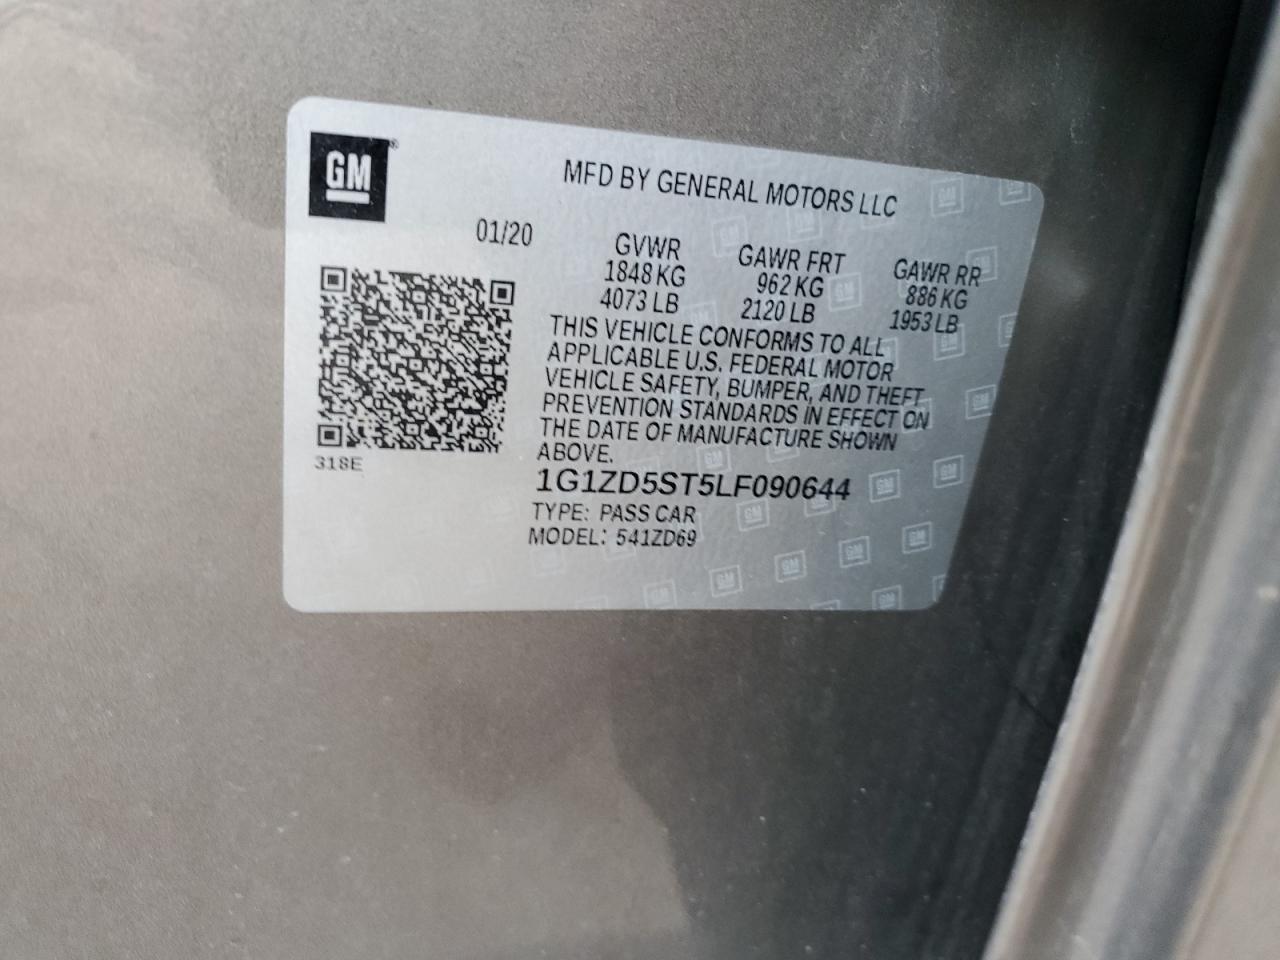 GM®
MFD BY GENERAL MOTORS LLC
01/20
GVWR GAWR FRT GAWR RR
1848 KG 962 KG 886 KG
4073 LB 2120 LB 1953 LB
THIS VEHICLE CONFORMS TO ALL
APPLICABLE U.S. FEDERAL MOTOR
VEHICLE SAFETY, BUMPER, AND THEFT
PREVENTION STANDARDS IN EFFECT ON
THE DATE OF MANUFACTURE SHOWN
ABOVE.
318E
1G1ZD5ST5LF090644
TYPE: PASS CAR
MODEL: 541ZD69